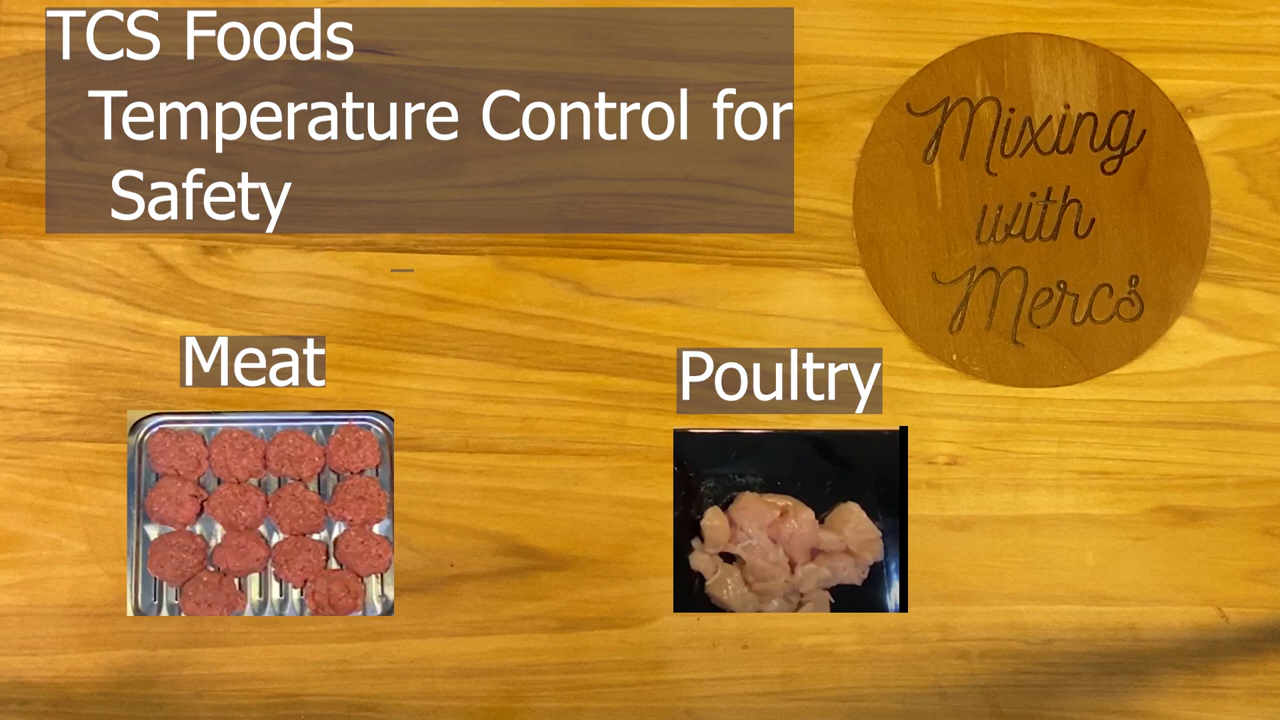 TCS Foods
Temperature Control for
Safety
Mixing
with
Mercs
Meat
Poultry